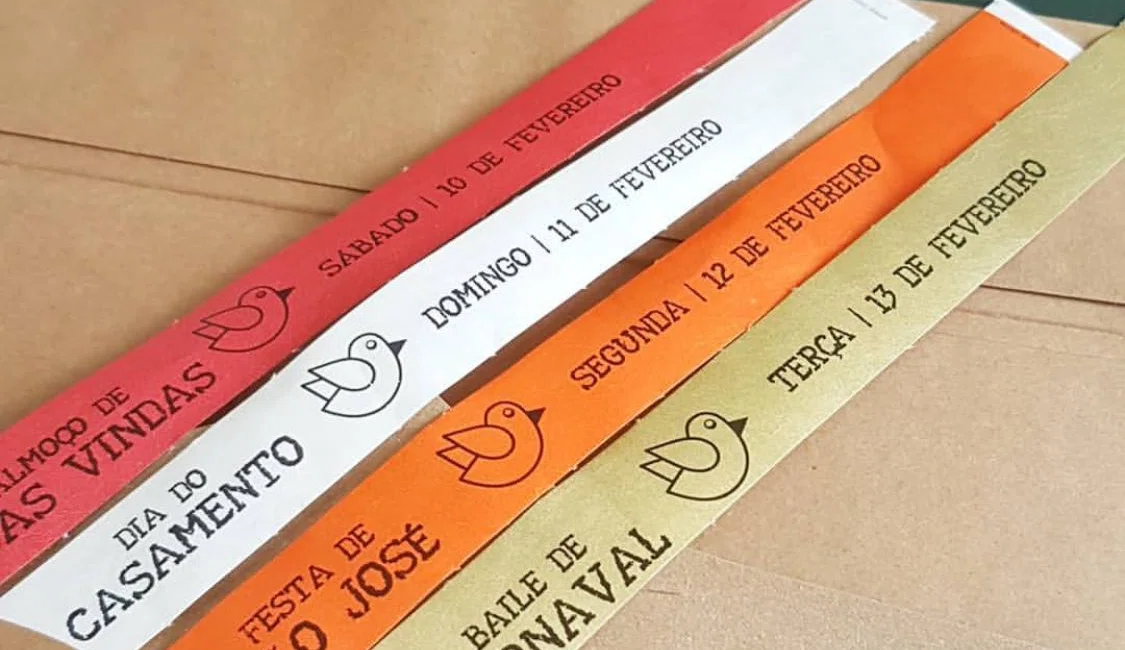 ALMOÇO DE
AS VINDAS
SÁBADO | 10 DE FEVEREIRO
DIA DO
CASAMENTO
DOMINGO | 11 DE FEVEREIRO
FESTA DE
O JOSÉ
SEGUNDA | 12 DE FEVEREIRO
BAILE DE
NAVAL
TERÇA | 13 DE FEVEREIRO